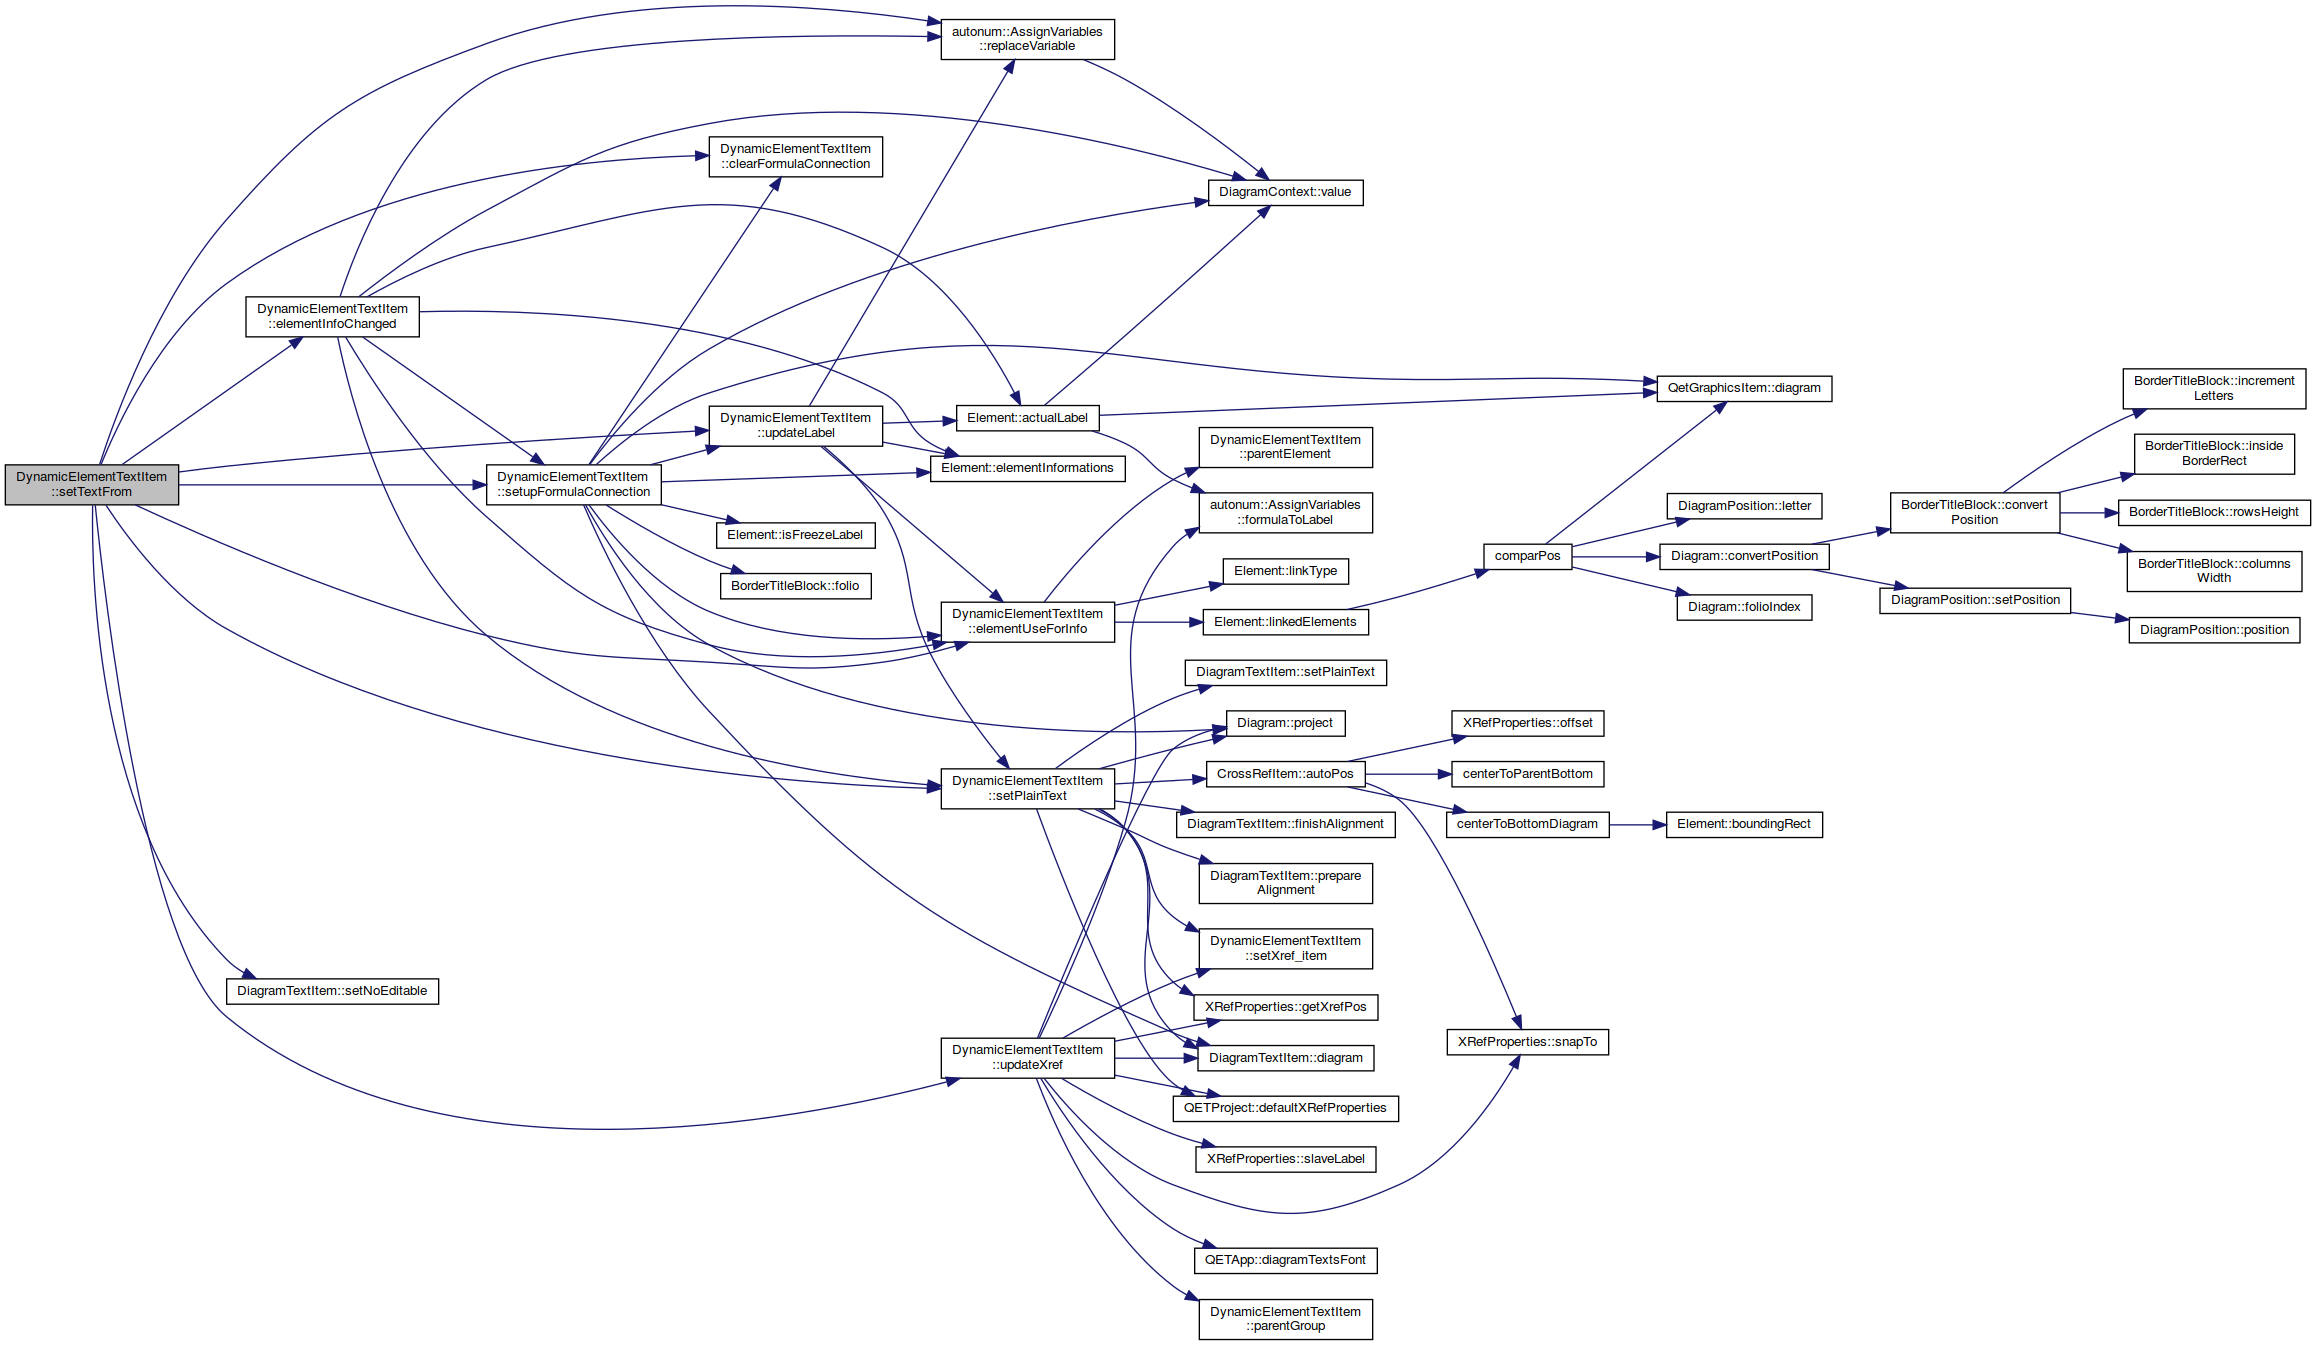 autonum::AssignVariables
::replaceVariable
DynamicElementTextItem
::clearFormulaConnection
DiagramContext::value
DynamicElementTextItem
::elementInfoChanged
QetGraphicsItem::diagram
BorderTitleBlock::increment
Letters
DynamicElementTextItem
::updateLabel
Element::actualLabel
DynamicElementTextItem
::parentElement
BorderTitleBlock::inside
BorderRect
DynamicElementTextItem
::setTextFrom
DynamicElementTextItem
::setupFormulaConnection
Element::elementInformations
autonum::AssignVariables
::formulaToLabel
DiagramPosition::letter
BorderTitleBlock::convert
Position
BorderTitleBlock::rowsHeight
Element::isFreezeLabel
comparPos
Diagram::convertPosition
BorderTitleBlock::columns
Width
BorderTitleBlock::folio
Element::linkType
DynamicElementTextItem
::elementUseForInfo
Element::linkedElements
Diagram::folioIndex
DiagramPosition::setPosition
DiagramPosition::position
DiagramTextItem::setPlainText
Diagram::project
XRefProperties::offset
DynamicElementTextItem
::setPlainText
CrossRefItem::autoPos
centerToParentBottom
DiagramTextItem::finishAlignment
centerToBottomDiagram
Element::boundingRect
DiagramTextItem::prepare
Alignment
DynamicElementTextItem
::setXref_item
DiagramTextItem::setNoEditable
XRefProperties::getXrefPos
XRefProperties::snapTo
DynamicElementTextItem
::updateXref
DiagramTextItem::diagram
QETProject::defaultXRefProperties
XRefProperties::slaveLabel
QETApp::diagramTextsFont
DynamicElementTextItem
::parentGroup